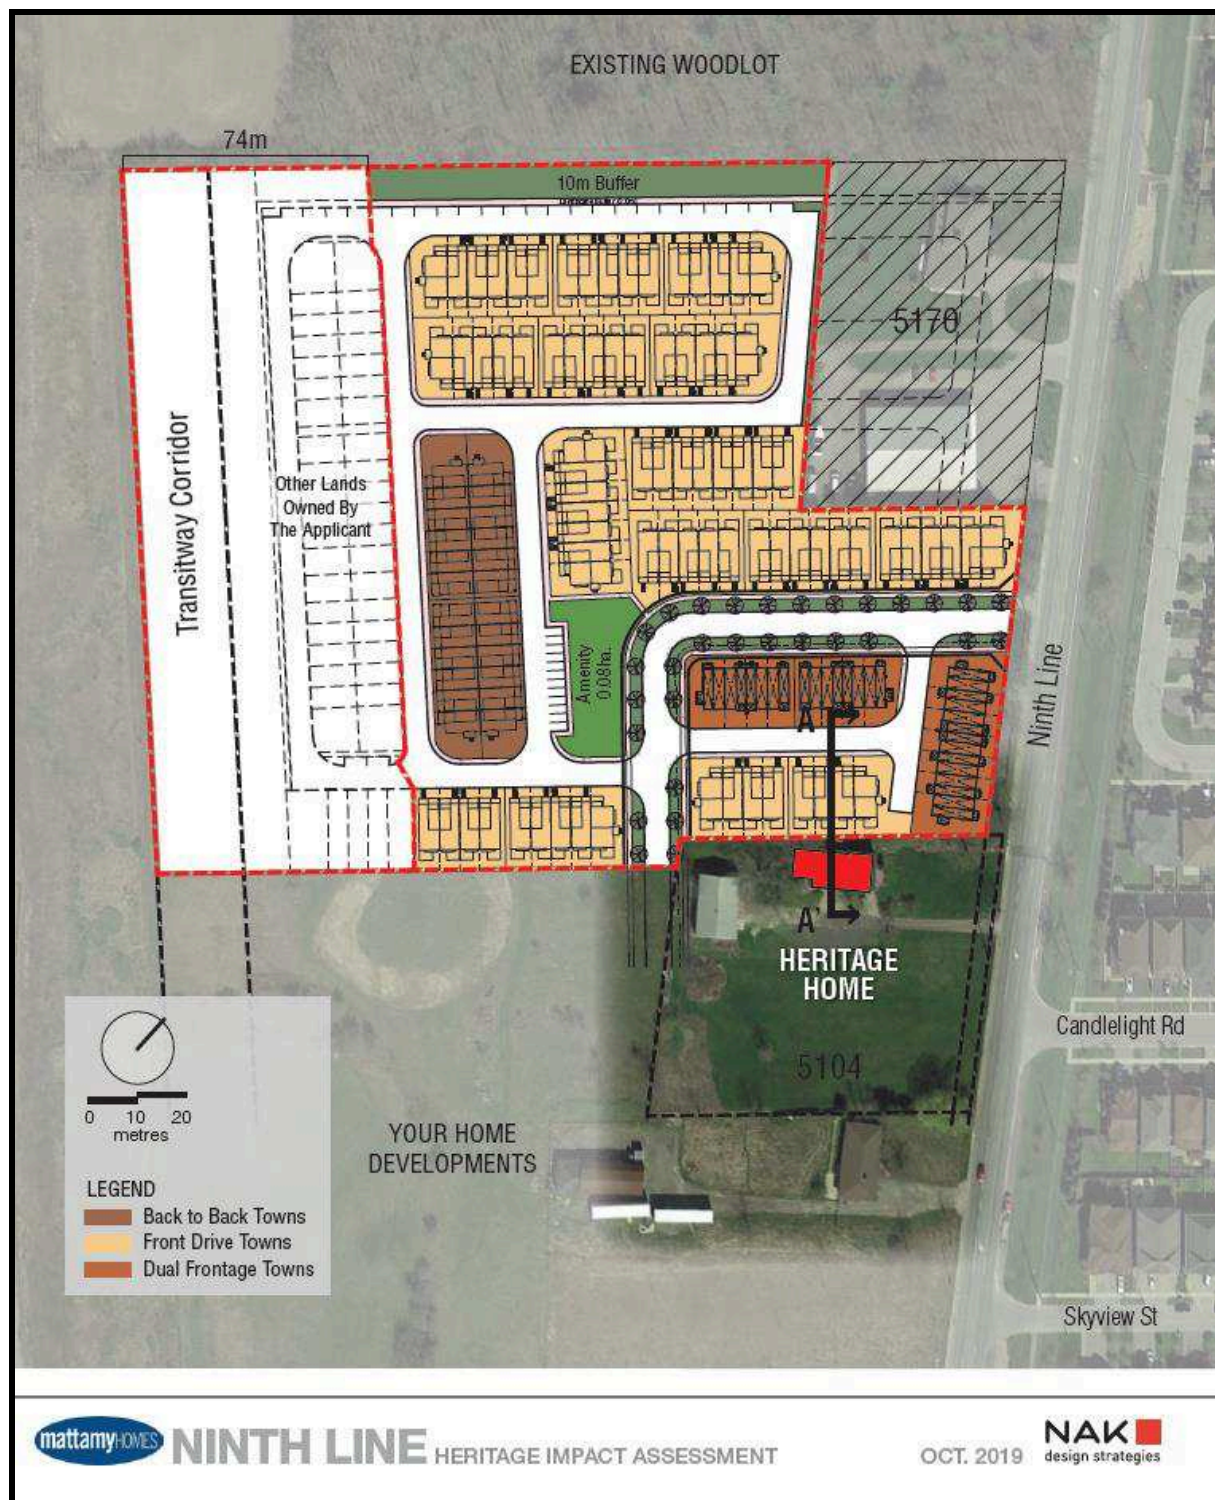 EXISTING WOODLOT
74m
10m Buffer
5170
Transitway Corridor
Other Lands
Owned By
The Applicant
Amenity
0.08ha.
Ninth Line
A
A'
HERITAGE
HOME
5104
Candlelight Rd
0 10 20
metres
YOUR HOME
DEVELOPMENTS
LEGEND
Back to Back Towns
Front Drive Towns
Dual Frontage Towns
Skyview St
mattamyHOMES NINTH LINE HERITAGE IMPACT ASSESSMENT OCT. 2019
NAK
design strategies